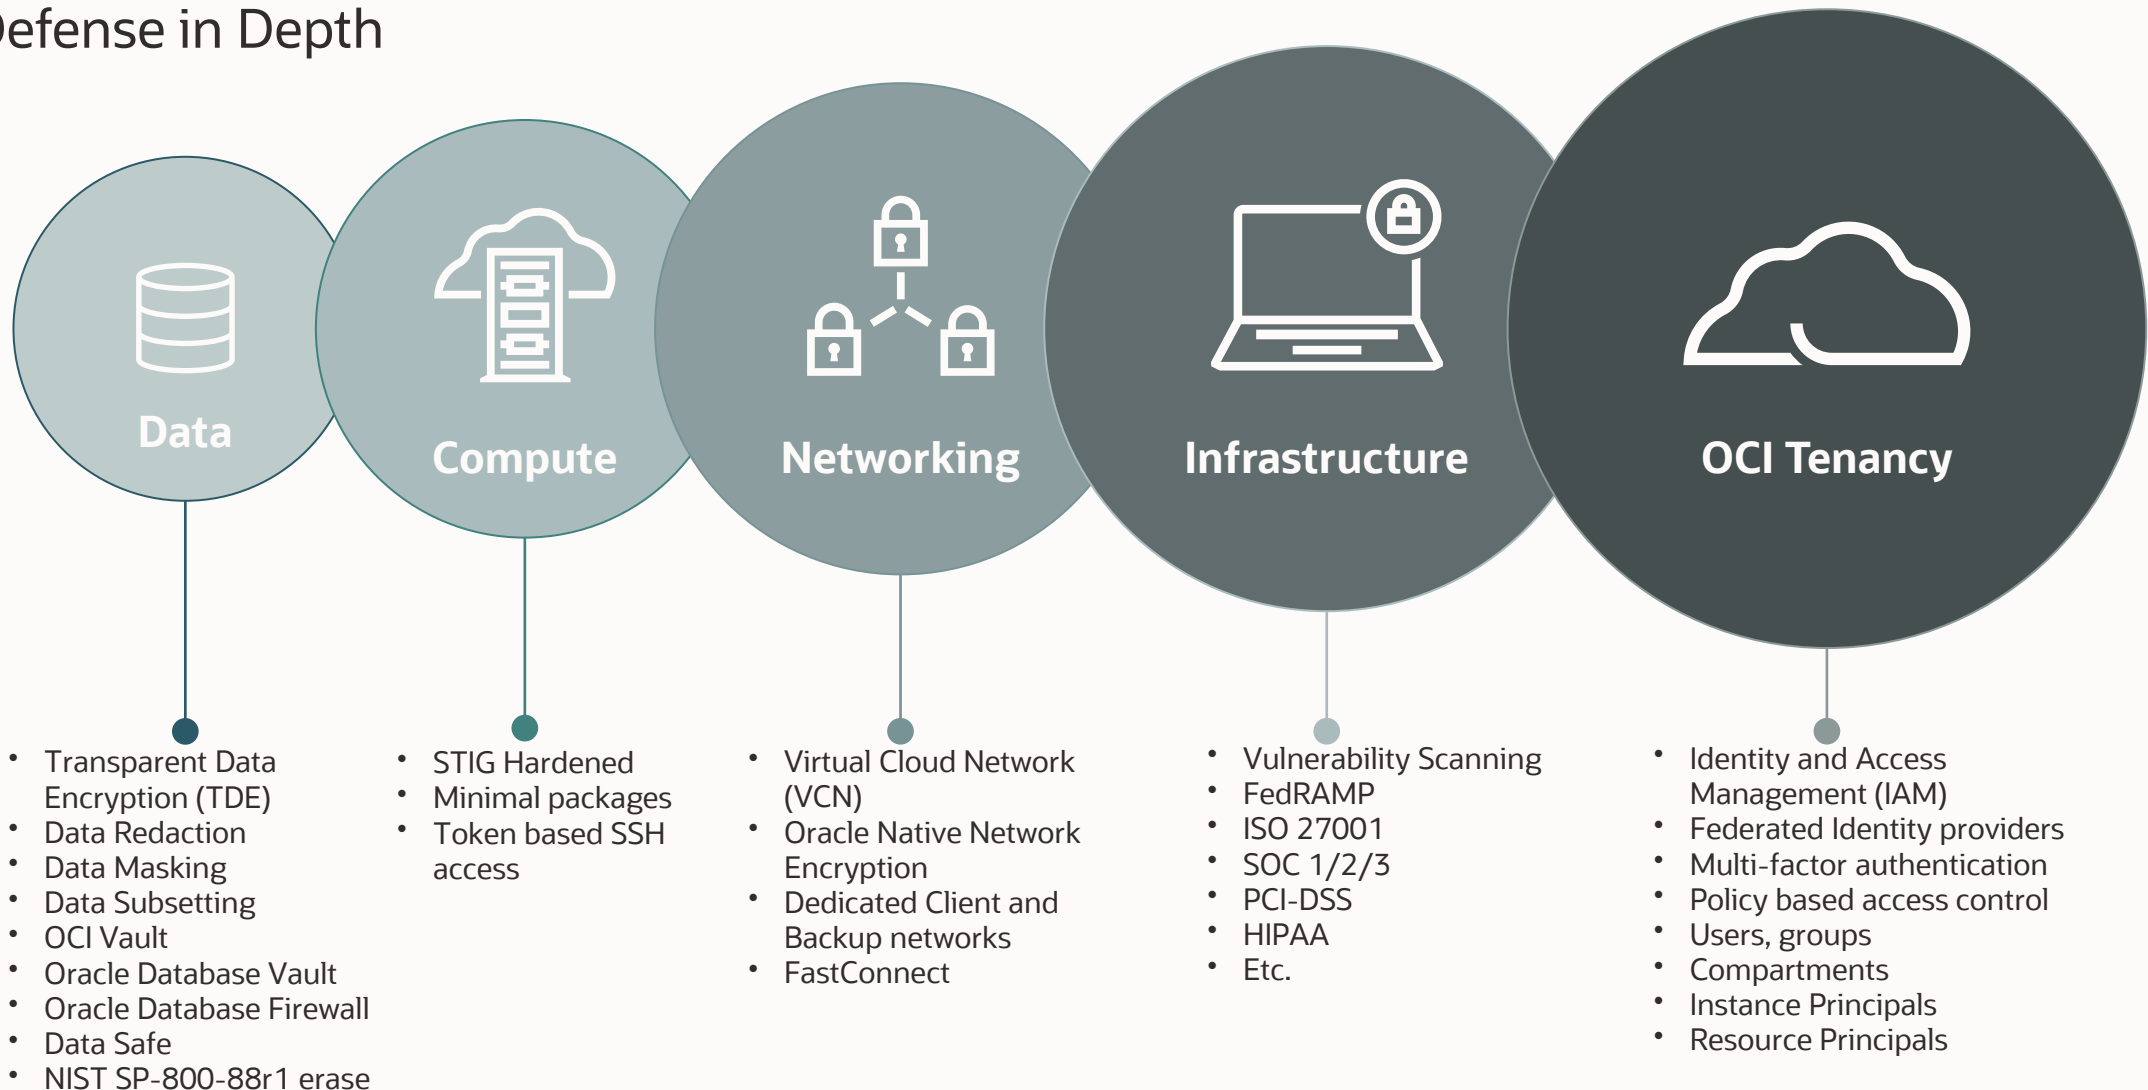 Defense in Depth
Data
Compute
Networking
Infrastructure
OCI Tenancy
• Transparent Data
Encryption (TDE)
• Data Redaction
• Data Masking
• Data Subsetting
• OCI Vault
• Oracle Database Vault
• Oracle Database Firewall
• Data Safe
• NIST SP-800-88r1 erase
• STIG Hardened
• Minimal packages
• Token based SSH
access
• Virtual Cloud Network
(VCN)
• Oracle Native Network
Encryption
• Dedicated Client and
Backup networks
• FastConnect
• Vulnerability Scanning
• FedRAMP
• ISO 27001
• SOC 1/2/3
• PCI-DSS
• HIPAA
• Etc.
• Identity and Access
Management (IAM)
• Federated Identity providers
• Multi-factor authentication
• Policy based access control
• Users, groups
• Compartments
• Instance Principals
• Resource Principals